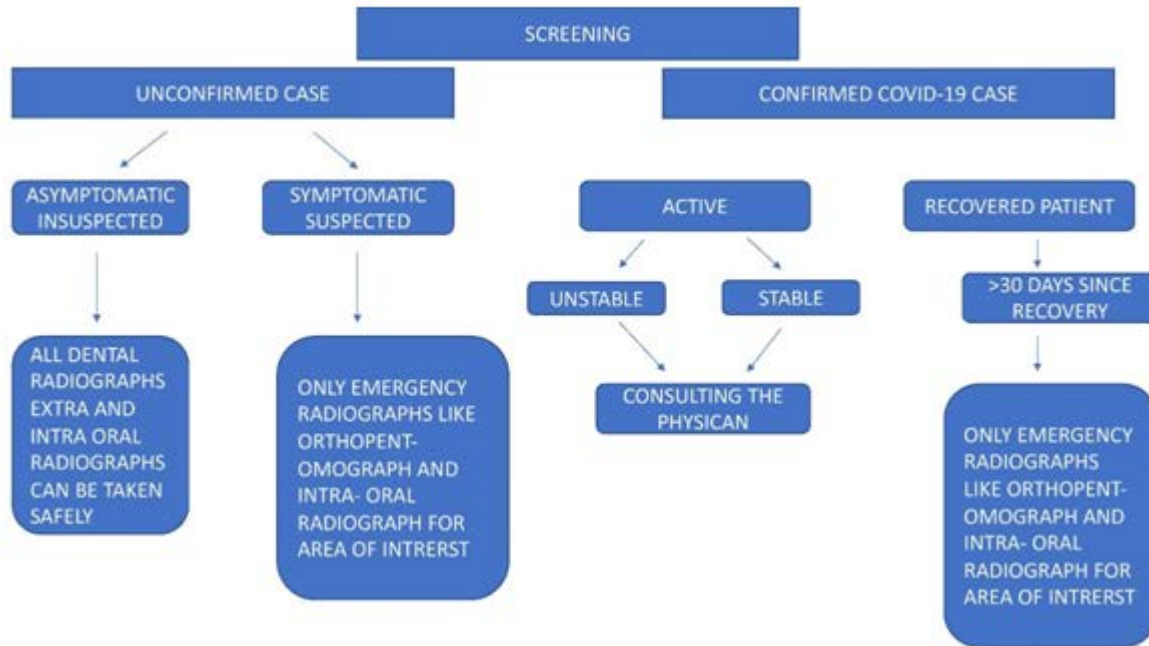 SCREENING
UNCONFIRMED CASE
CONFIRMED COVID-19 CASE
ASYMPTOMATIC
INSUSPECTED
SYMPTOMATIC
SUSPECTED
ACTIVE
RECOVERED PATIENT
UNSTABLE
STABLE
>30 DAYS SINCE
RECOVERY
ALL DENTAL
RADIOGRAPHS
EXTRA AND
INTRA ORAL
RADIOGRAPHS
CAN BE TAKEN
SAFELY
ONLY EMERGENCY
RADIOGRAPHS LIKE
ORTHOPENT-
OMOGRAPH AND
INTRA- ORAL
RADIOGRAPH FOR
AREA OF INTRERST
CONSULTING THE
PHYSICAN
ONLY EMERGENCY
RADIOGRAPHS
LIKE ORTHOPENT-
OMOGRAPH AND
INTRA- ORAL
RADIOGRAPH FOR
AREA OF INTRERST